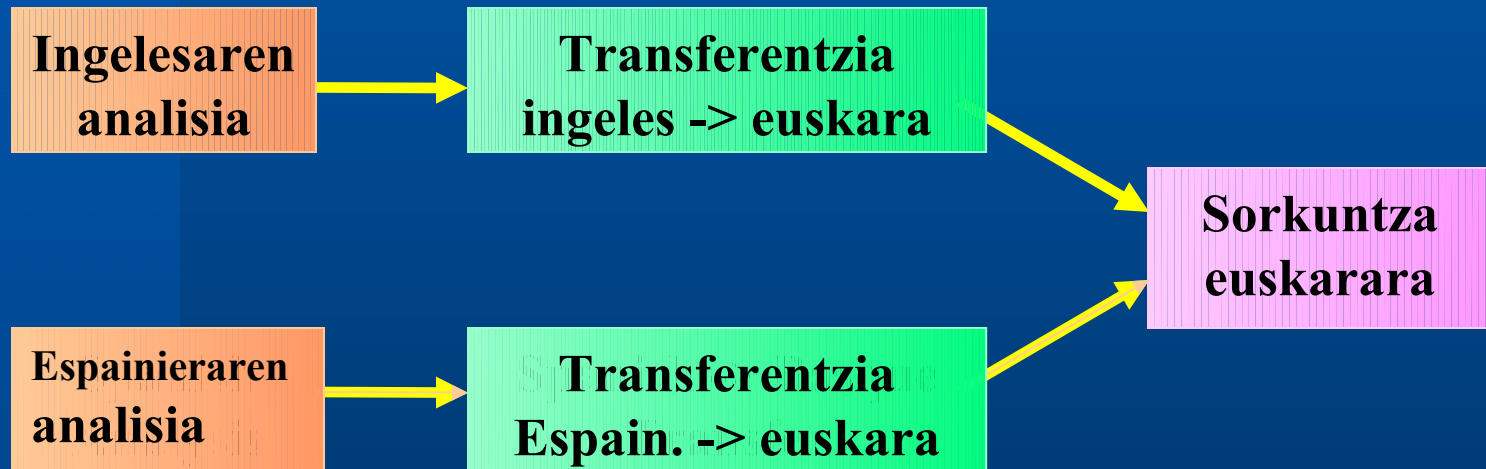 Ingelesaren
analisia
Transferentzia
ingeles -> euskara
Sorkuntza
euskarara
Espainieraren
analisia
Transferentzia
Espain. -> euskara